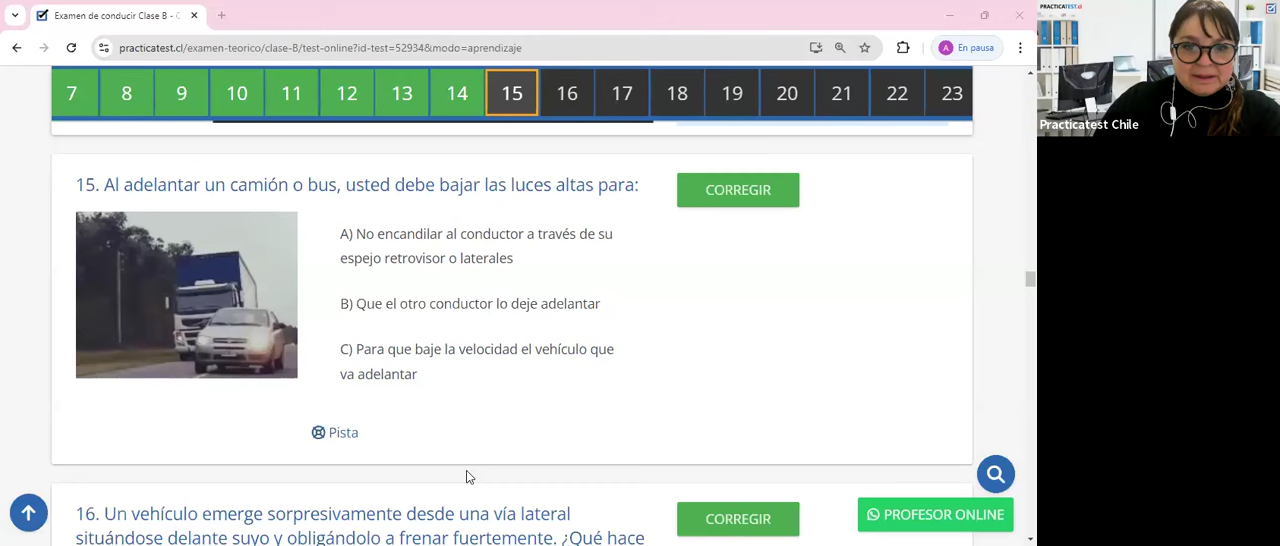 Examen de conducir Clase B - C
practicatest.cl/examen-teorico/clase-B/test-online?id-test=52934&modo=aprendizaje
A En pausa
7 8 9 10 11 12 13 14 15 16 17 18 19 20 21 22 23
15. Al adelantar un camión o bus, usted debe bajar las luces altas para:
CORREGIR
A) No encandilar al conductor a través de su
espejo retrovisor o laterales
B) Que el otro conductor lo deje adelantar
C) Para que baje la velocidad el vehículo que
va adelantar
Pista
16. Un vehículo emerge sorpresivamente desde una vía lateral
situándose delante suyo y obligándolo a frenar fuertemente. ¿Qué hace
CORREGIR
PROFESOR ONLINE
PRACTICATEST.cl
Practicatest Chile